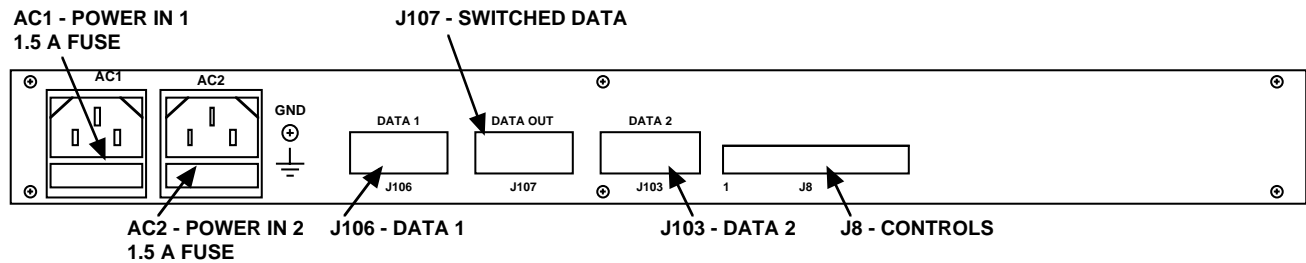 AC1 - POWER IN 1
1.5 A FUSE
J107 - SWITCHED DATA
AC1
AC2
GND
DATA 1
DATA OUT
DATA 2
J106
J107
J103
1
J8
AC2 - POWER IN 2
1.5 A FUSE
J106 - DATA 1
J103 - DATA 2
J8 - CONTROLS